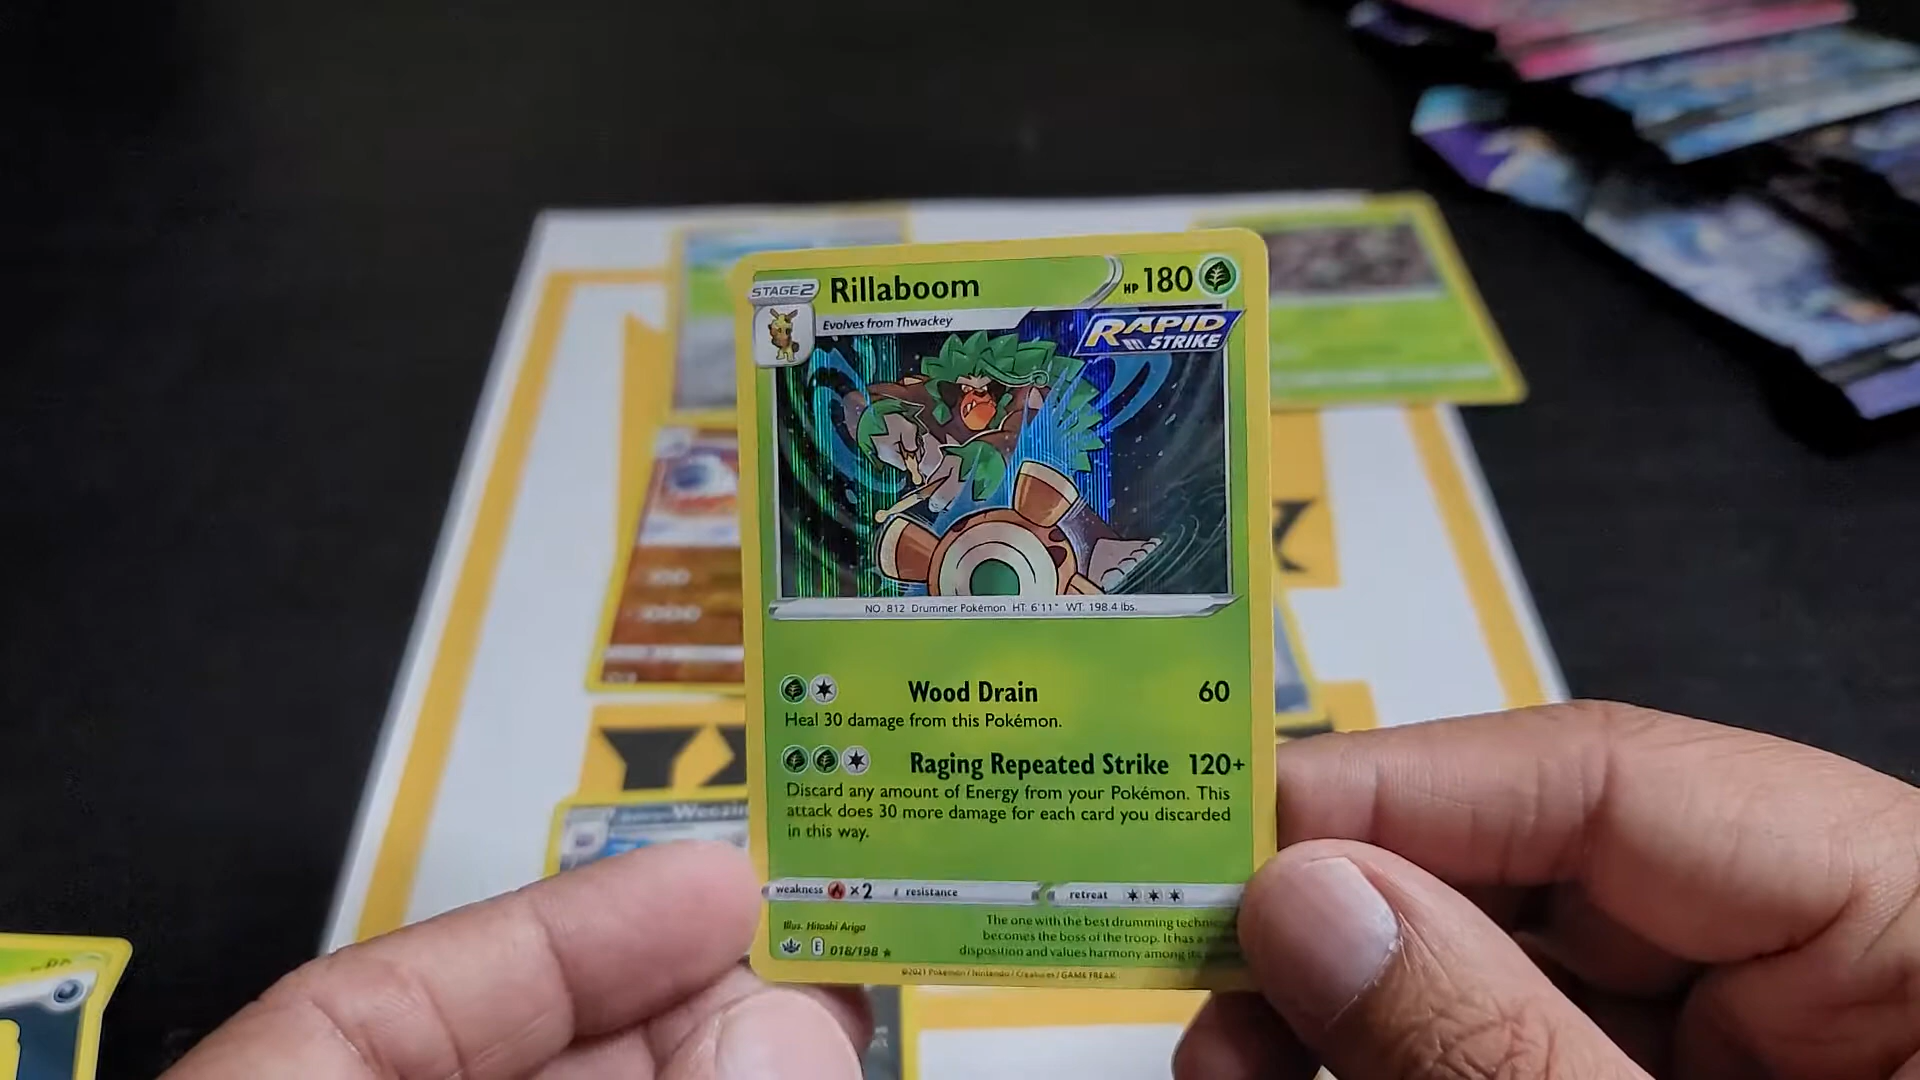 STAGE 2
Rillaboom
HP 180
Evolves from Thwackey
RAPID
STRIKE
NO. 812 Drummer Pokémon HT: 6'11" WT: 198.4 lbs.
Wood Drain 60
Heal 30 damage from this Pokémon.
Raging Repeated Strike 120+
Discard any amount of Energy from your Pokémon. This
attack does 30 more damage for each card you discarded
in this way.
weakness ×2 resistance retreat
Illus. Hitoshi Ariga
The one with the best drumming
becomes the boss of the troop. It has a
disposition and values harmony among
E 018/198 ★
©2021 Pokémon / Nintendo / Creatures / GAME FREAK